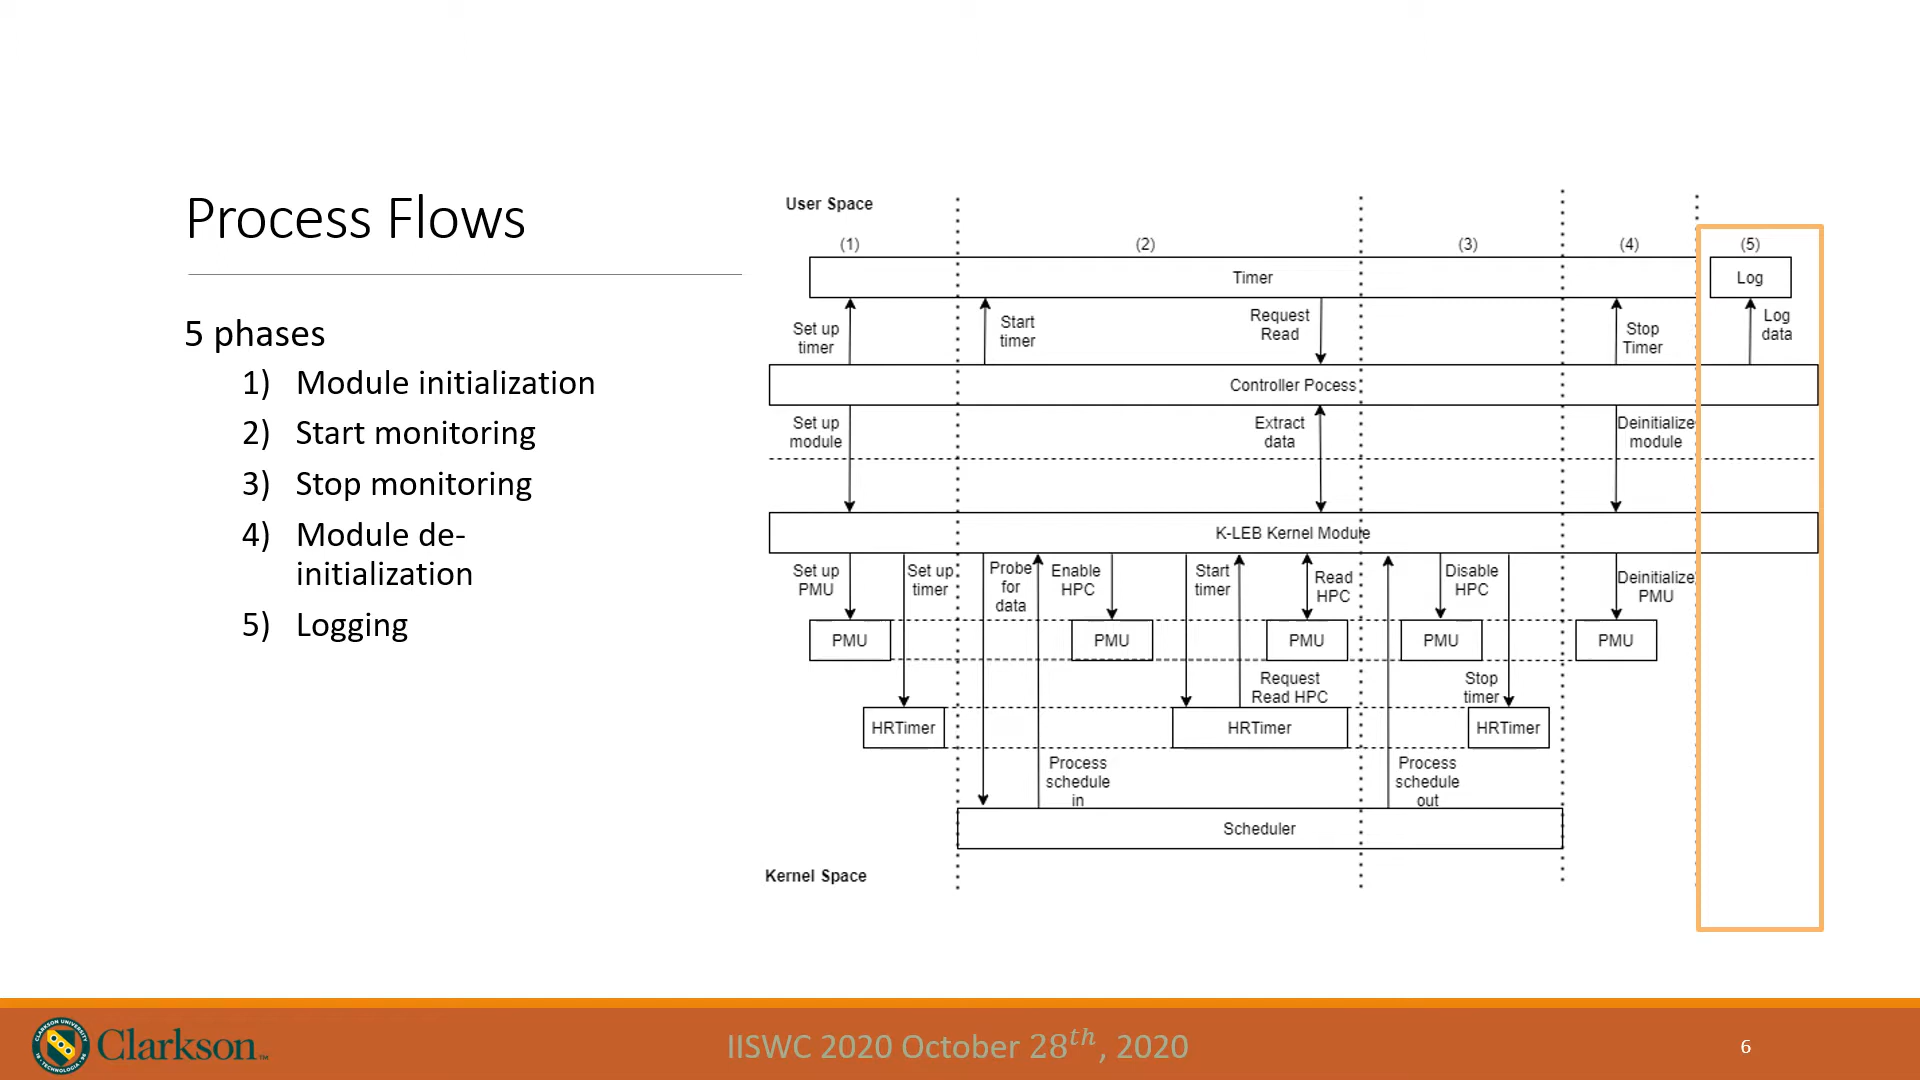 Process Flows
5 phases
1) Module initialization
2) Start monitoring
3) Stop monitoring
4) Module de-
initialization
5) Logging
User Space
(1)
(2)
(3)
(4)
(5)
Timer
Log
Set up
timer
Start
timer
Request
Read
Stop
Timer
Log
data
Controller Pocess
Set up
module
Extract
data
Deinitialize
module
K-LEB Kernel Module
Set up
PMU
Set up
timer
Probe
for
data
Enable
HPC
Start
timer
Read
HPC
Disable
HPC
Deinitialize
PMU
PMU
PMU
PMU
PMU
PMU
Request
Read HPC
Stop
timer
HRTimer
HRTimer
HRTimer
Process
schedule
in
Process
schedule
out
Scheduler
Kernel Space
Clarkson™
IISWC 2020 October 28th, 2020
6